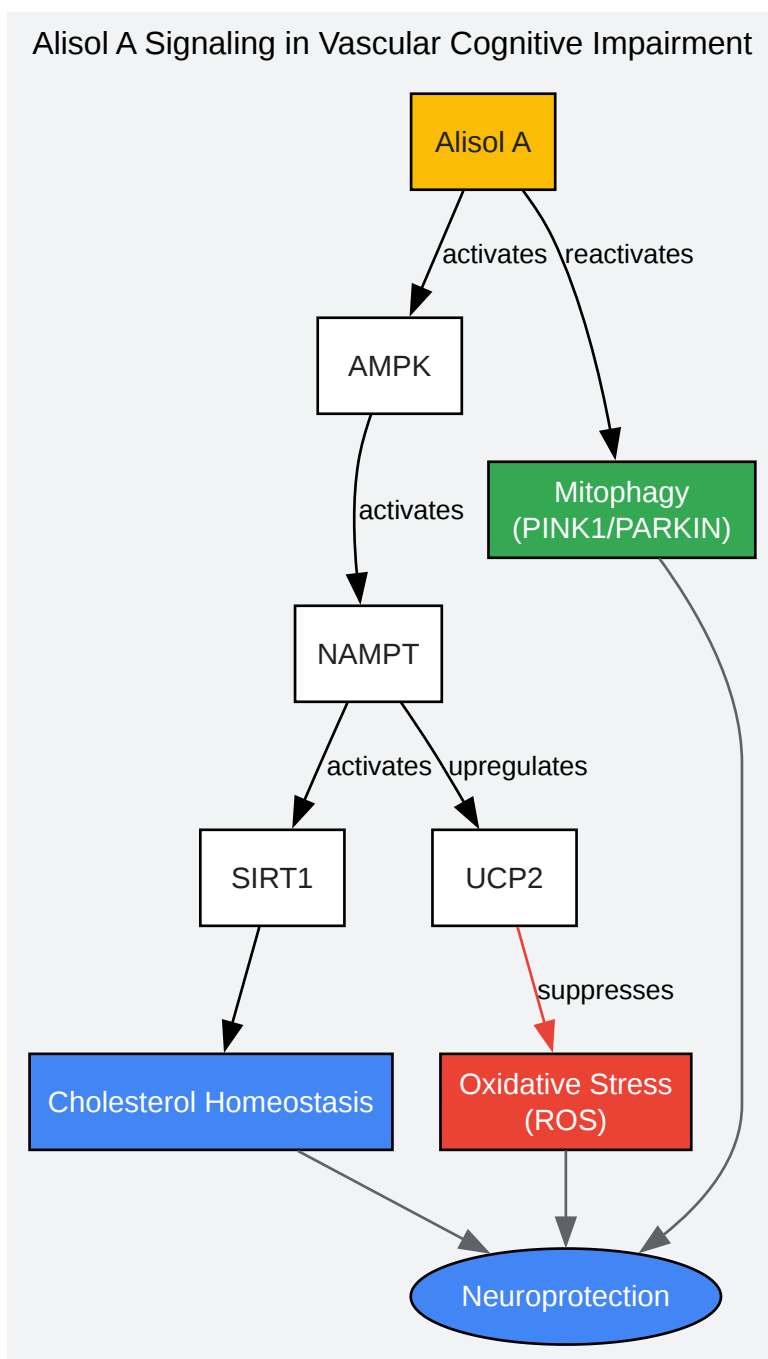 Alisol A Signaling in Vascular Cognitive Impairment
Alisol A
activates
reactivates
AMPK
activates
Mitophagy
(PINK1/PARKIN)
NAMPT
activates
upregulates
SIRT1
UCP2
suppresses
Cholesterol Homeostasis
Oxidative Stress
(ROS)
Neuroprotection